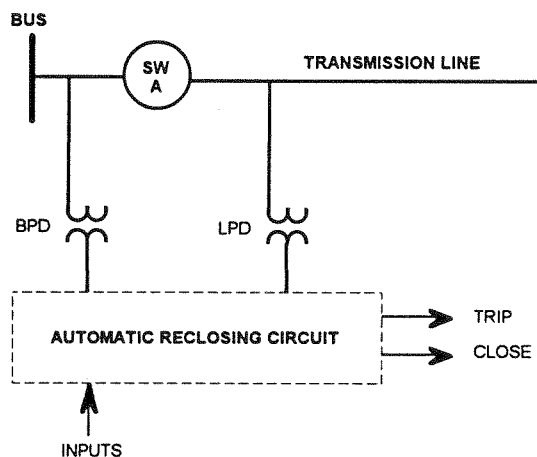 BUS
SW
A
TRANSMISSION LINE
BPD
LPD
AUTOMATIC RECLOSING CIRCUIT
TRIP
CLOSE
INPUTS